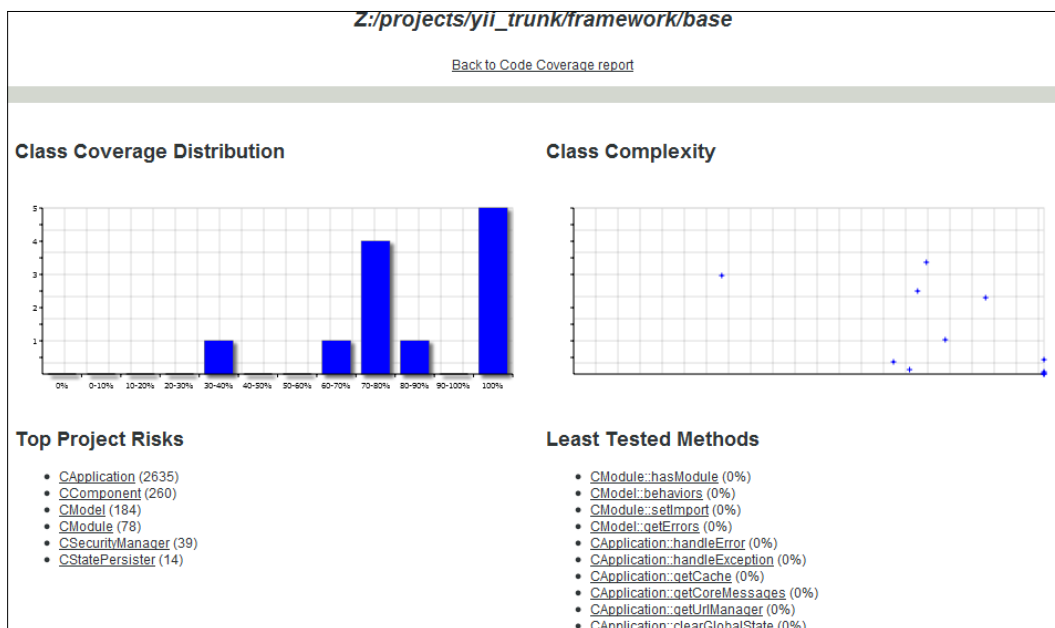 Z:/projects/yii_trunk/framework/base
Back to Code Coverage report
Class Coverage Distribution
5
4
3
2
1
0% 0-10% 10-20% 20-30% 30-40% 40-50% 50-60% 60-70% 70-80% 80-90% 90-100% 100%
Class Complexity
Top Project Risks
CApplication (2635)
CComponent (260)
CModel (184)
CModule (78)
CSecurityManager (39)
CStatePersister (14)
Least Tested Methods
CModule::hasModule (0%)
CModel::behaviors (0%)
CModule::setImport (0%)
CModel::getErrors (0%)
CApplication::handleError (0%)
CApplication::handleException (0%)
CApplication::getCache (0%)
CApplication::getCoreMessages (0%)
CApplication::getUrlManager (0%)
CApplication::clearGlobalState (0%)